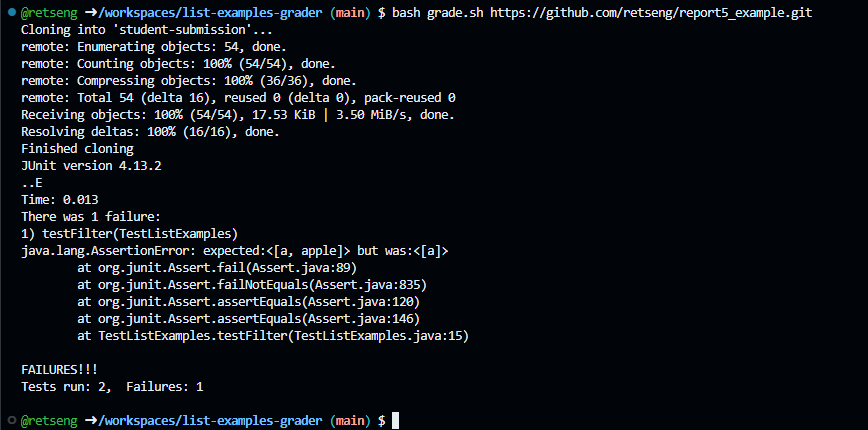 @retseng ➜/workspaces/list-examples-grader (main) $ bash grade.sh https://github.com/retseng/report5_example.git
Cloning into 'student-submission'...
remote: Enumerating objects: 54, done.
remote: Counting objects: 100% (54/54), done.
remote: Compressing objects: 100% (36/36), done.
remote: Total 54 (delta 16), reused 0 (delta 0), pack-reused 0
Receiving objects: 100% (54/54), 17.53 KiB | 3.50 MiB/s, done.
Resolving deltas: 100% (16/16), done.
Finished cloning
JUnit version 4.13.2
..E
Time: 0.013
There was 1 failure:
1) testFilter(TestListExamples)
java.lang.AssertionError: expected:<[a, apple]> but was:<[a]>
        at org.junit.Assert.fail(Assert.java:89)
        at org.junit.Assert.failNotEquals(Assert.java:835)
        at org.junit.Assert.assertEquals(Assert.java:120)
        at org.junit.Assert.assertEquals(Assert.java:146)
        at TestListExamples.testFilter(TestListExamples.java:15)
FAILURES!!!
Tests run: 2,  Failures: 1
@retseng ➜/workspaces/list-examples-grader (main) $